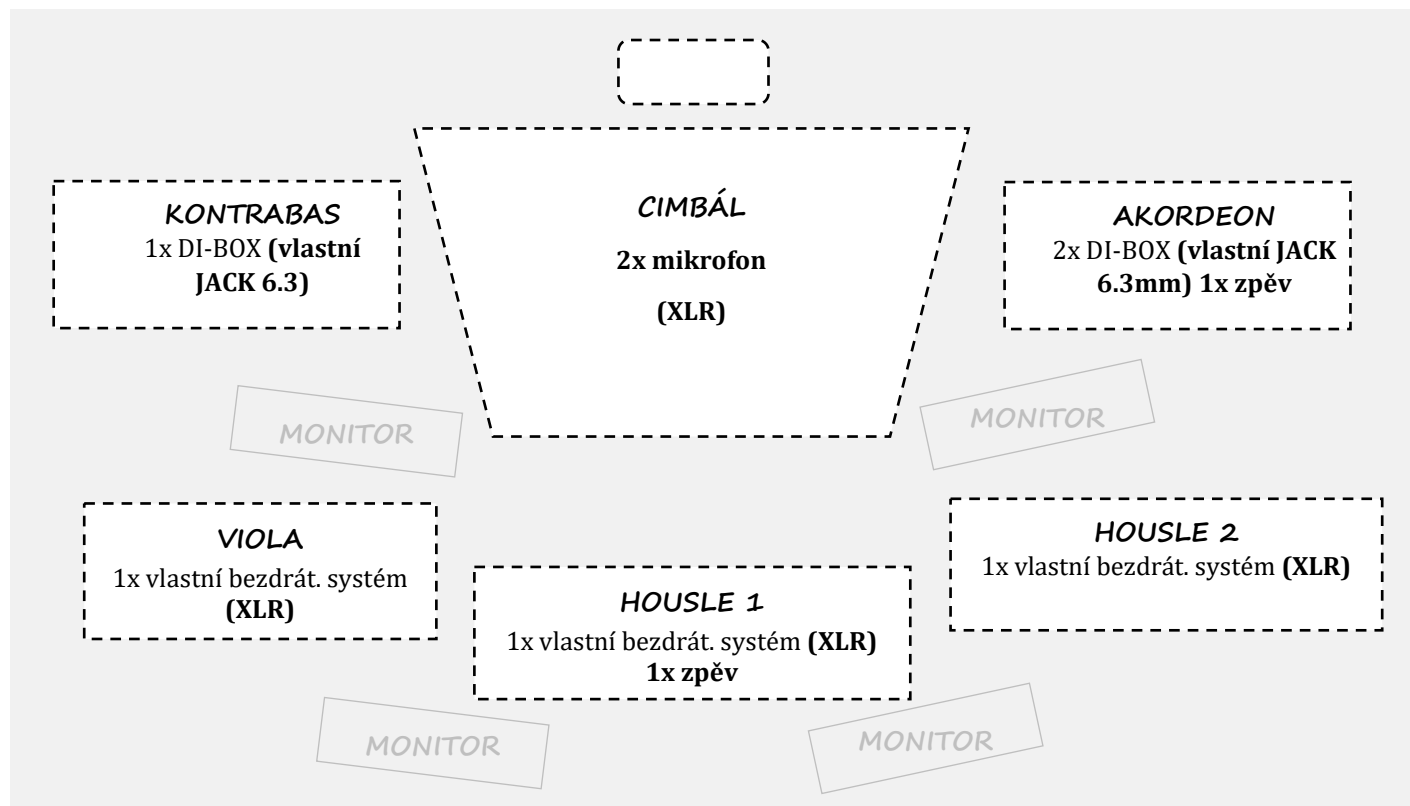 KONTRABAS
1x DI-BOX (vlastní
JACK 6.3)
CIMBÁL
2x mikrofon
(XLR)
AKORDEON
2x DI-BOX (vlastní JACK
6.3mm) 1x zpěv
MONITOR
MONITOR
VIOLA
1x vlastní bezdrát. systém
(XLR)
HOUSLE 1
1x vlastní bezdrát. systém (XLR)
1x zpěv
HOUSLE 2
1x vlastní bezdrát. systém (XLR)
MONITOR
MONITOR